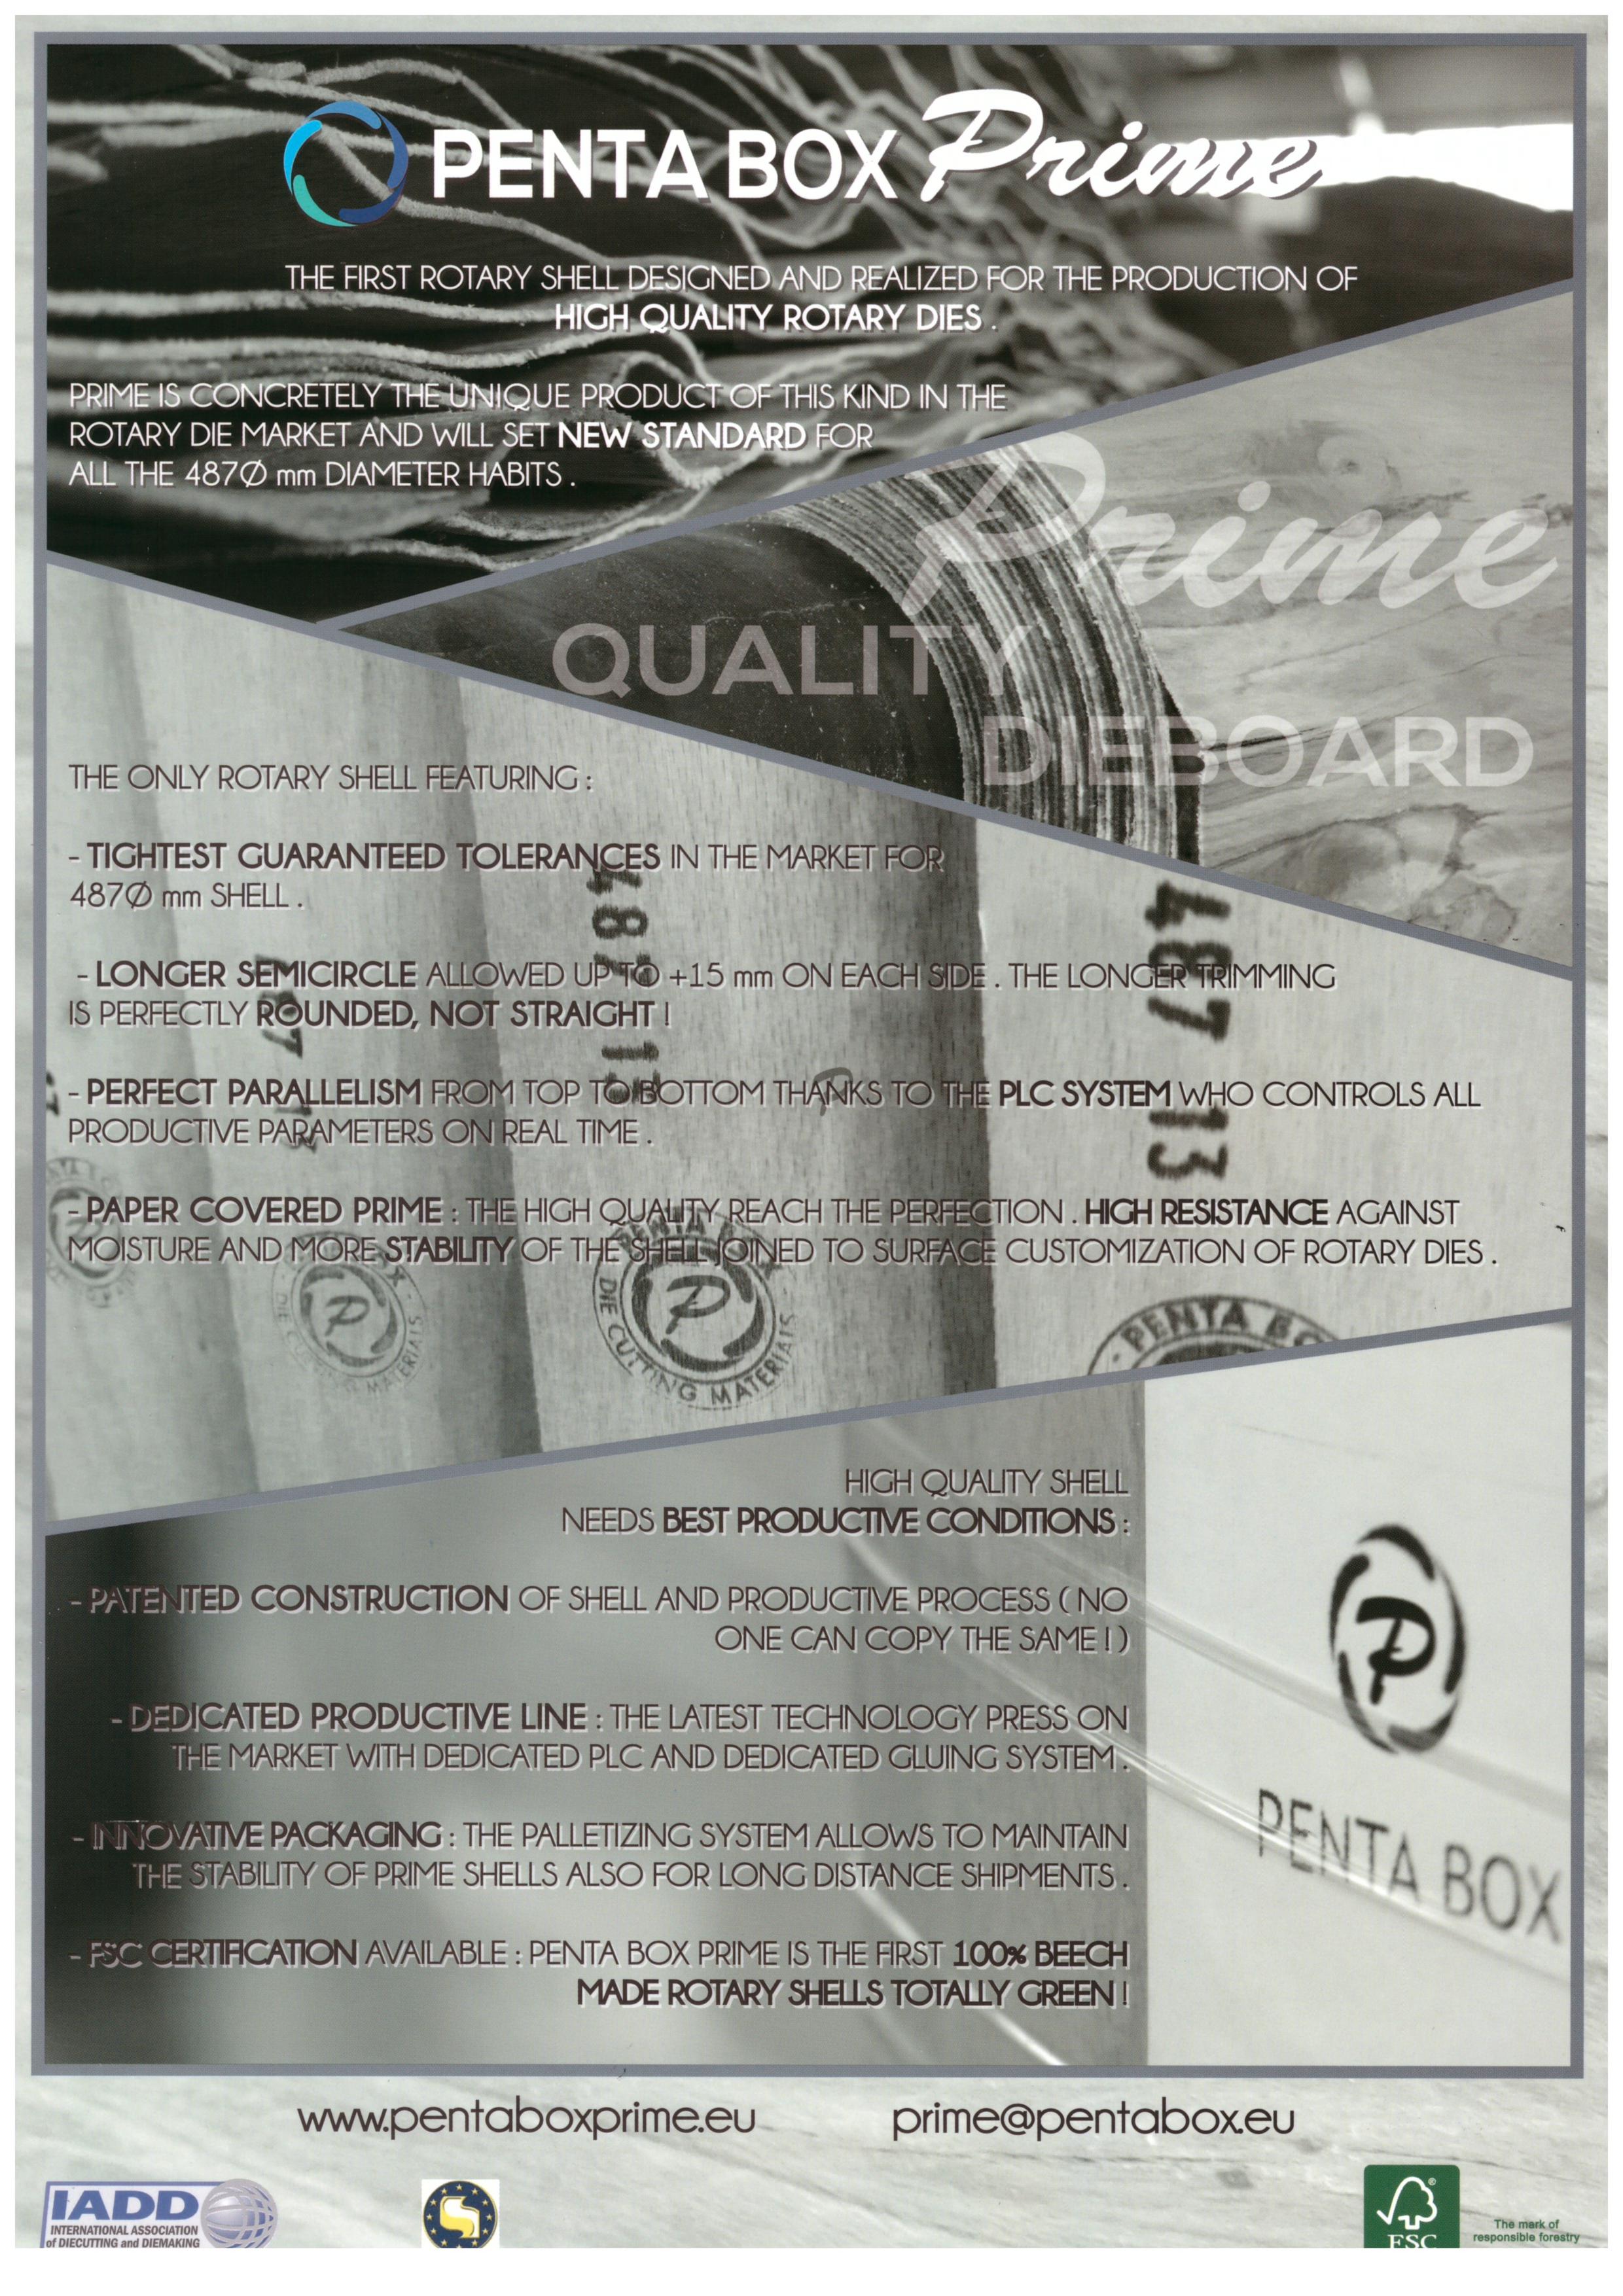 PENTA BOX Prime
THE FIRST ROTARY SHELL DESIGNED AND REALIZED FOR THE PRODUCTION OF
HIGH QUALITY ROTARY DIES .
PRIME IS CONCRETELY THE UNIQUE PRODUCT OF THIS KIND IN THE
ROTARY DIE MARKET AND WILL SET NEW STANDARD FOR
ALL THE 487Ø mm DIAMETER HABITS .
Prime
QUALITY
DIEBOARD
THE ONLY ROTARY SHELL FEATURING :
- TIGHTEST GUARANTEED TOLERANCES IN THE MARKET FOR
487Ø mm SHELL .
- LONGER SEMICIRCLE ALLOWED UP TO +15 mm ON EACH SIDE . THE LONGER TRIMMING
IS PERFECTLY ROUNDED, NOT STRAIGHT !
- PERFECT PARALLELISM FROM TOP TO BOTTOM THANKS TO THE PLC SYSTEM WHO CONTROLS ALL
PRODUCTIVE PARAMETERS ON REAL TIME .
- PAPER COVERED PRIME : THE HIGH QUALITY REACH THE PERFECTION . HIGH RESISTANCE AGAINST
MOISTURE AND MORE STABILITY OF THE SHELL JOINED TO SURFACE CUSTOMIZATION OF ROTARY DIES .
487 13
487 13
487 13
P
DIE CUTTING MATERIALS
PENTA BOX
P
DIE CUTTING MATERIALS
PENTA BO
HIGH QUALITY SHELL
NEEDS BEST PRODUCTIVE CONDITIONS :
- PATENTED CONSTRUCTION OF SHELL AND PRODUCTIVE PROCESS ( NO
ONE CAN COPY THE SAME ! )
- DEDICATED PRODUCTIVE LINE : THE LATEST TECHNOLOGY PRESS ON
THE MARKET WITH DEDICATED PLC AND DEDICATED GLUING SYSTEM .
- INNOVATIVE PACKAGING : THE PALLETIZING SYSTEM ALLOWS TO MAINTAIN
THE STABILITY OF PRIME SHELLS ALSO FOR LONG DISTANCE SHIPMENTS .
- FSC CERTIFICATION AVAILABLE : PENTA BOX PRIME IS THE FIRST 100% BEECH
MADE ROTARY SHELLS TOTALLY GREEN !
P
PENTA BOX
www.pentaboxprime.eu
prime@pentabox.eu
IADD
INTERNATIONAL ASSOCIATION
of DIECUTTING and DIEMAKING
FSC
®
The mark of
responsible forestry